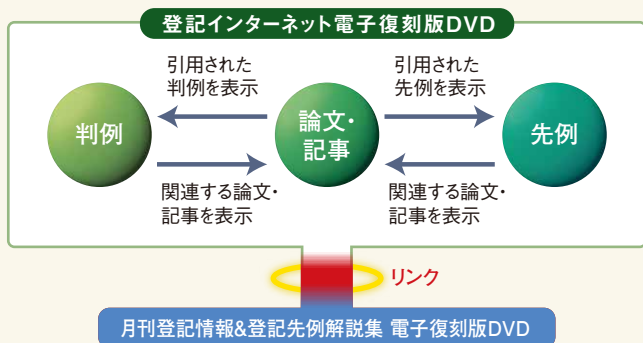 登記インターネット電子復刻版DVD
引用された
判例を表示
引用された
先例を表示
判例
論文・
記事
先例
関連する論文・
記事を表示
関連する論文・
記事を表示
リンク
月刊登記情報&登記先例解説集 電子復刻版DVD